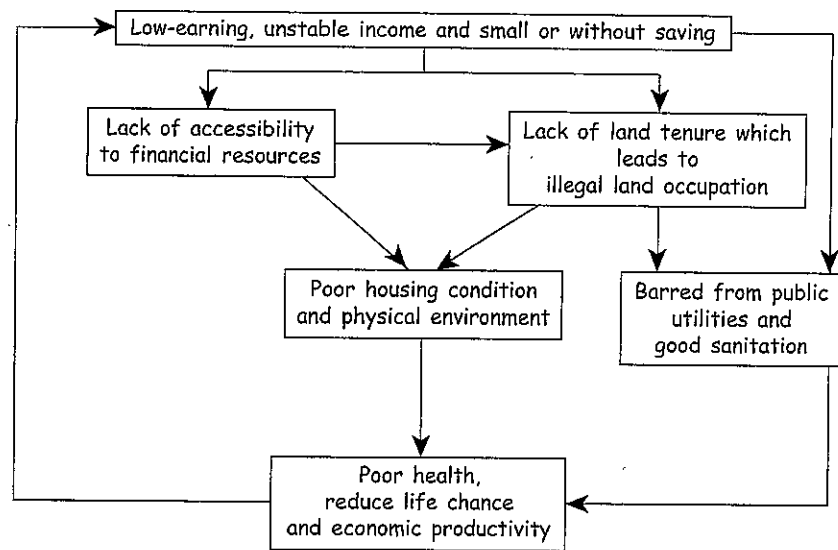 Low-earning, unstable income and small or without saving
Lack of accessibility
to financial resources
Lack of land tenure which
leads to
illegal land occupation
Poor housing condition
and physical environment
Barred from public
utilities and
good sanitation
Poor health,
reduce life chance
and economic productivity